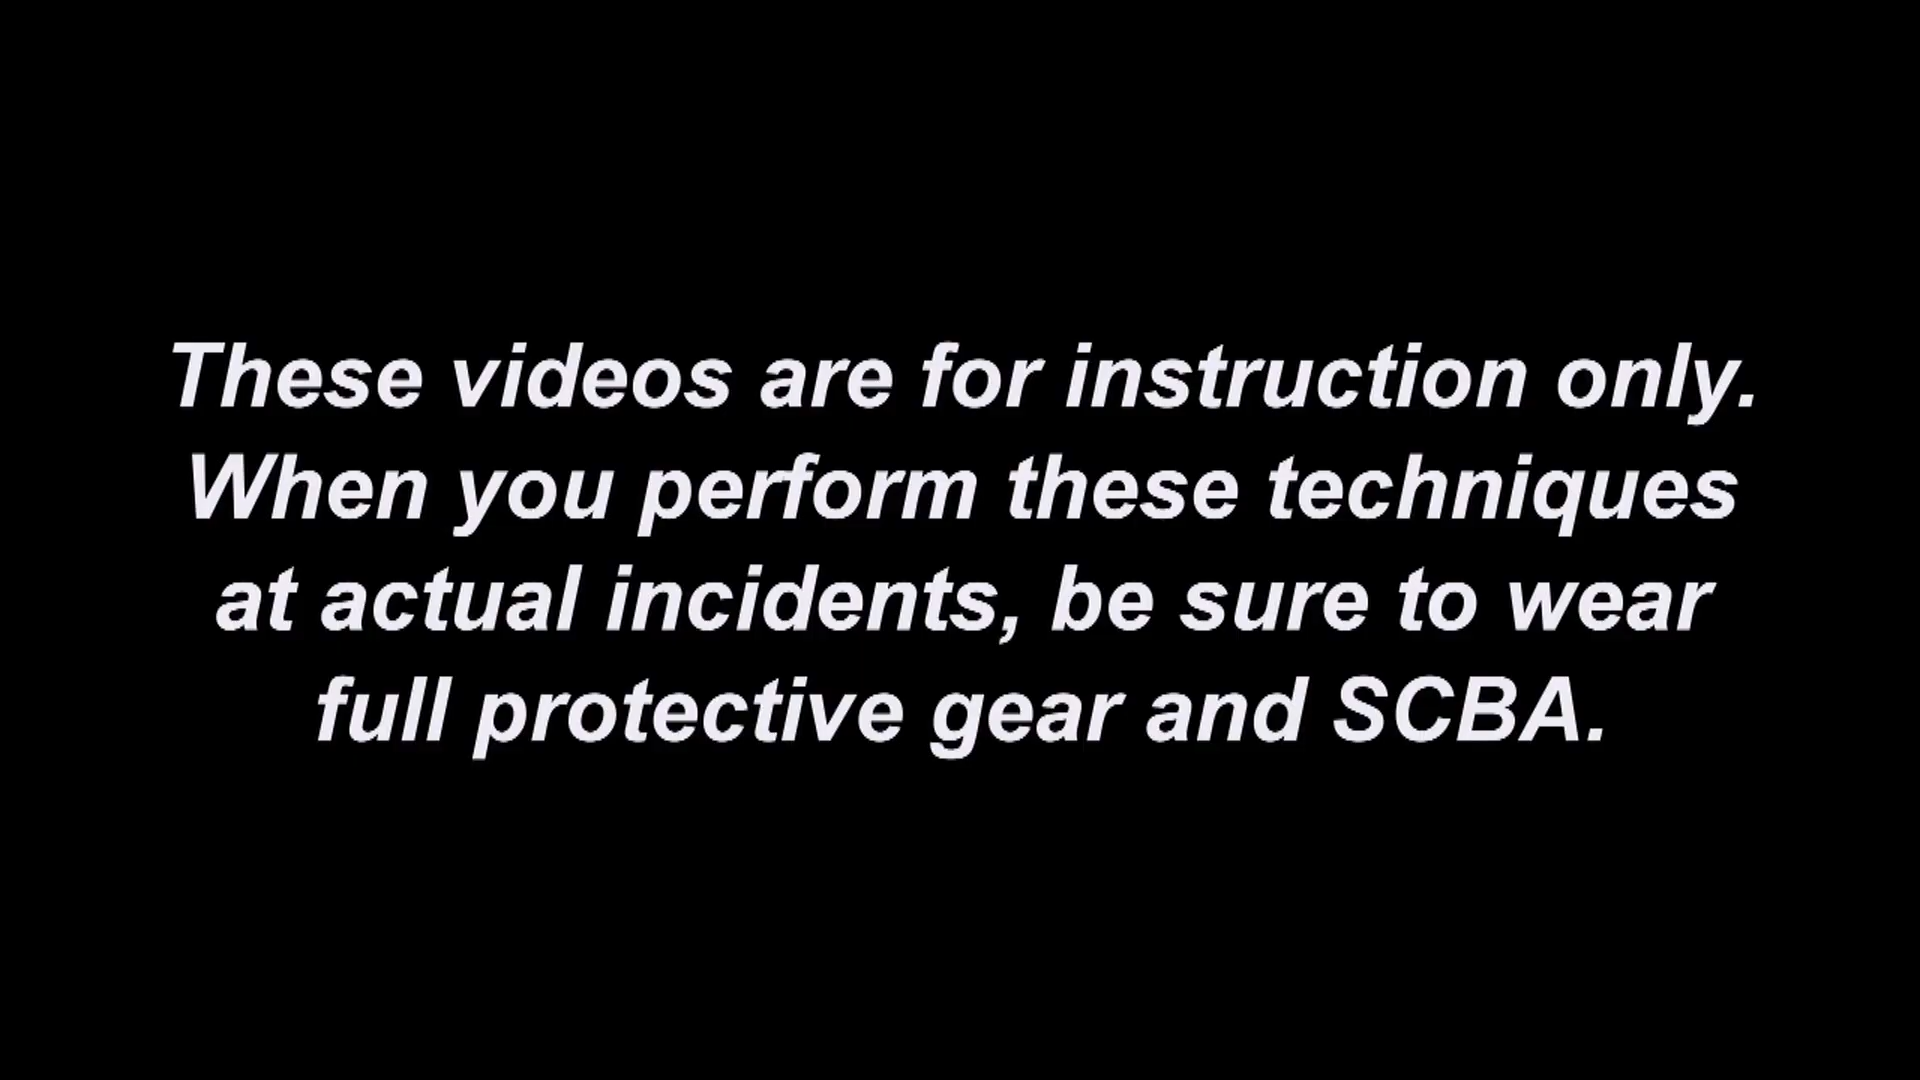 These videos are for instruction only.
When you perform these techniques
at actual incidents, be sure to wear
full protective gear and SCBA.